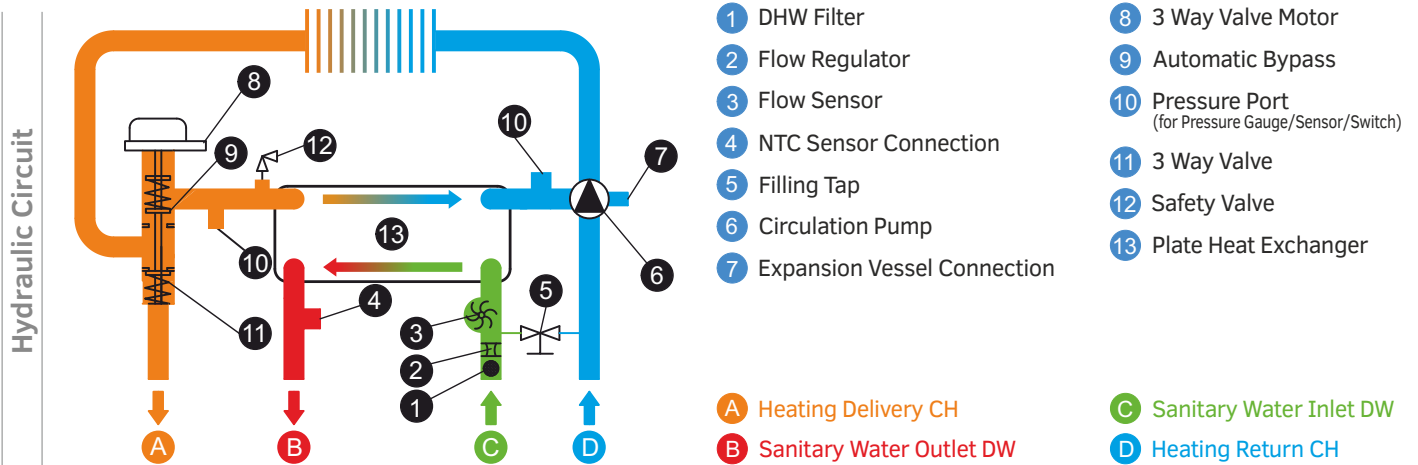 Hydraulic Circuit
8
9
12
10
7
13
10
6
4
5
11
3
2
1
A
B
C
D
1 DHW Filter
2 Flow Regulator
3 Flow Sensor
4 NTC Sensor Connection
5 Filling Tap
6 Circulation Pump
7 Expansion Vessel Connection
8 3 Way Valve Motor
9 Automatic Bypass
10 Pressure Port
(for Pressure Gauge/Sensor/Switch)
11 3 Way Valve
12 Safety Valve
13 Plate Heat Exchanger
A Heating Delivery CH
B Sanitary Water Outlet DW
C Sanitary Water Inlet DW
D Heating Return CH